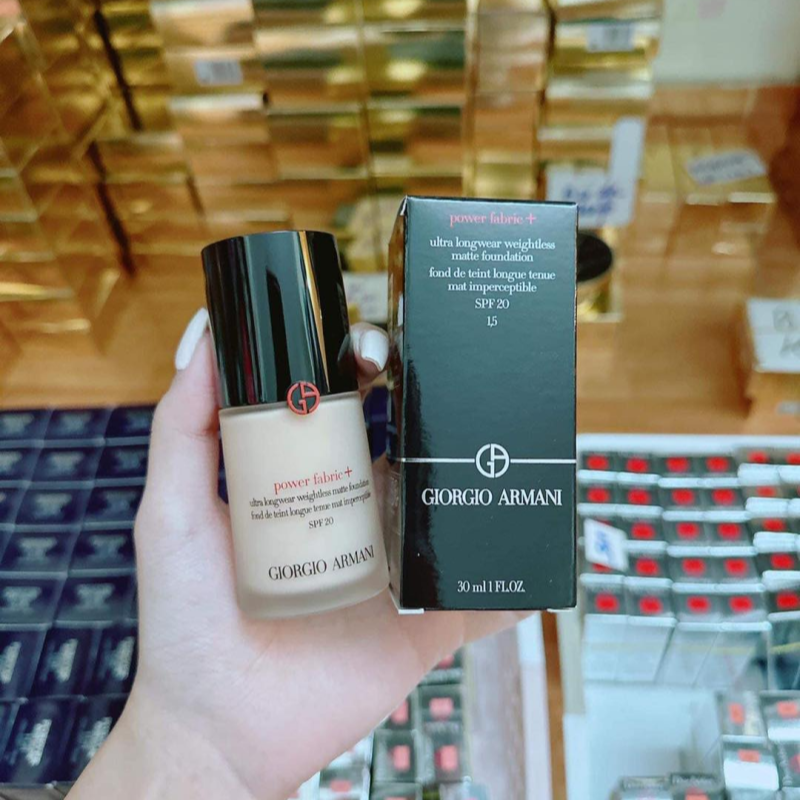 power fabric+
ultra longwear weightless matte foundation
fond de teint longue tenue mat imperceptible
SPF 20
GIORGIO ARMANI
power fabric+
ultra longwear weightless
matte foundation
fond de teint longue tenue
mat imperceptible
SPF 20
1,5
GIORGIO ARMANI
30 ml 1 FL.OZ.